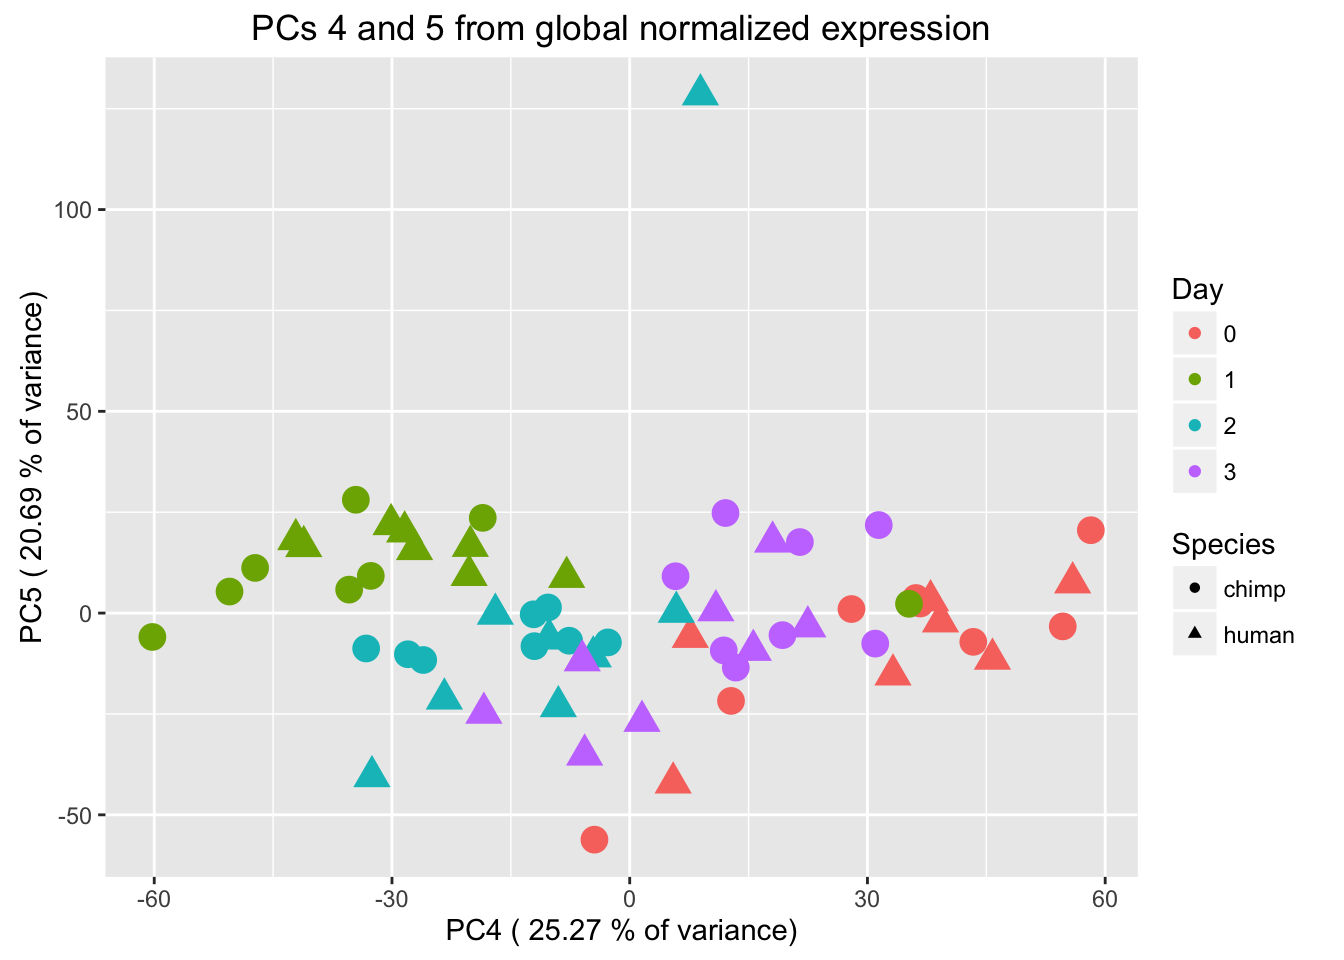 PCs 4 and 5 from global normalized expression
100
50
0
-50
PC5 ( 20.69 % of variance)
-60
-30
0
30
60
PC4 ( 25.27 % of variance)
Day
0
1
2
3
Species
chimp
human